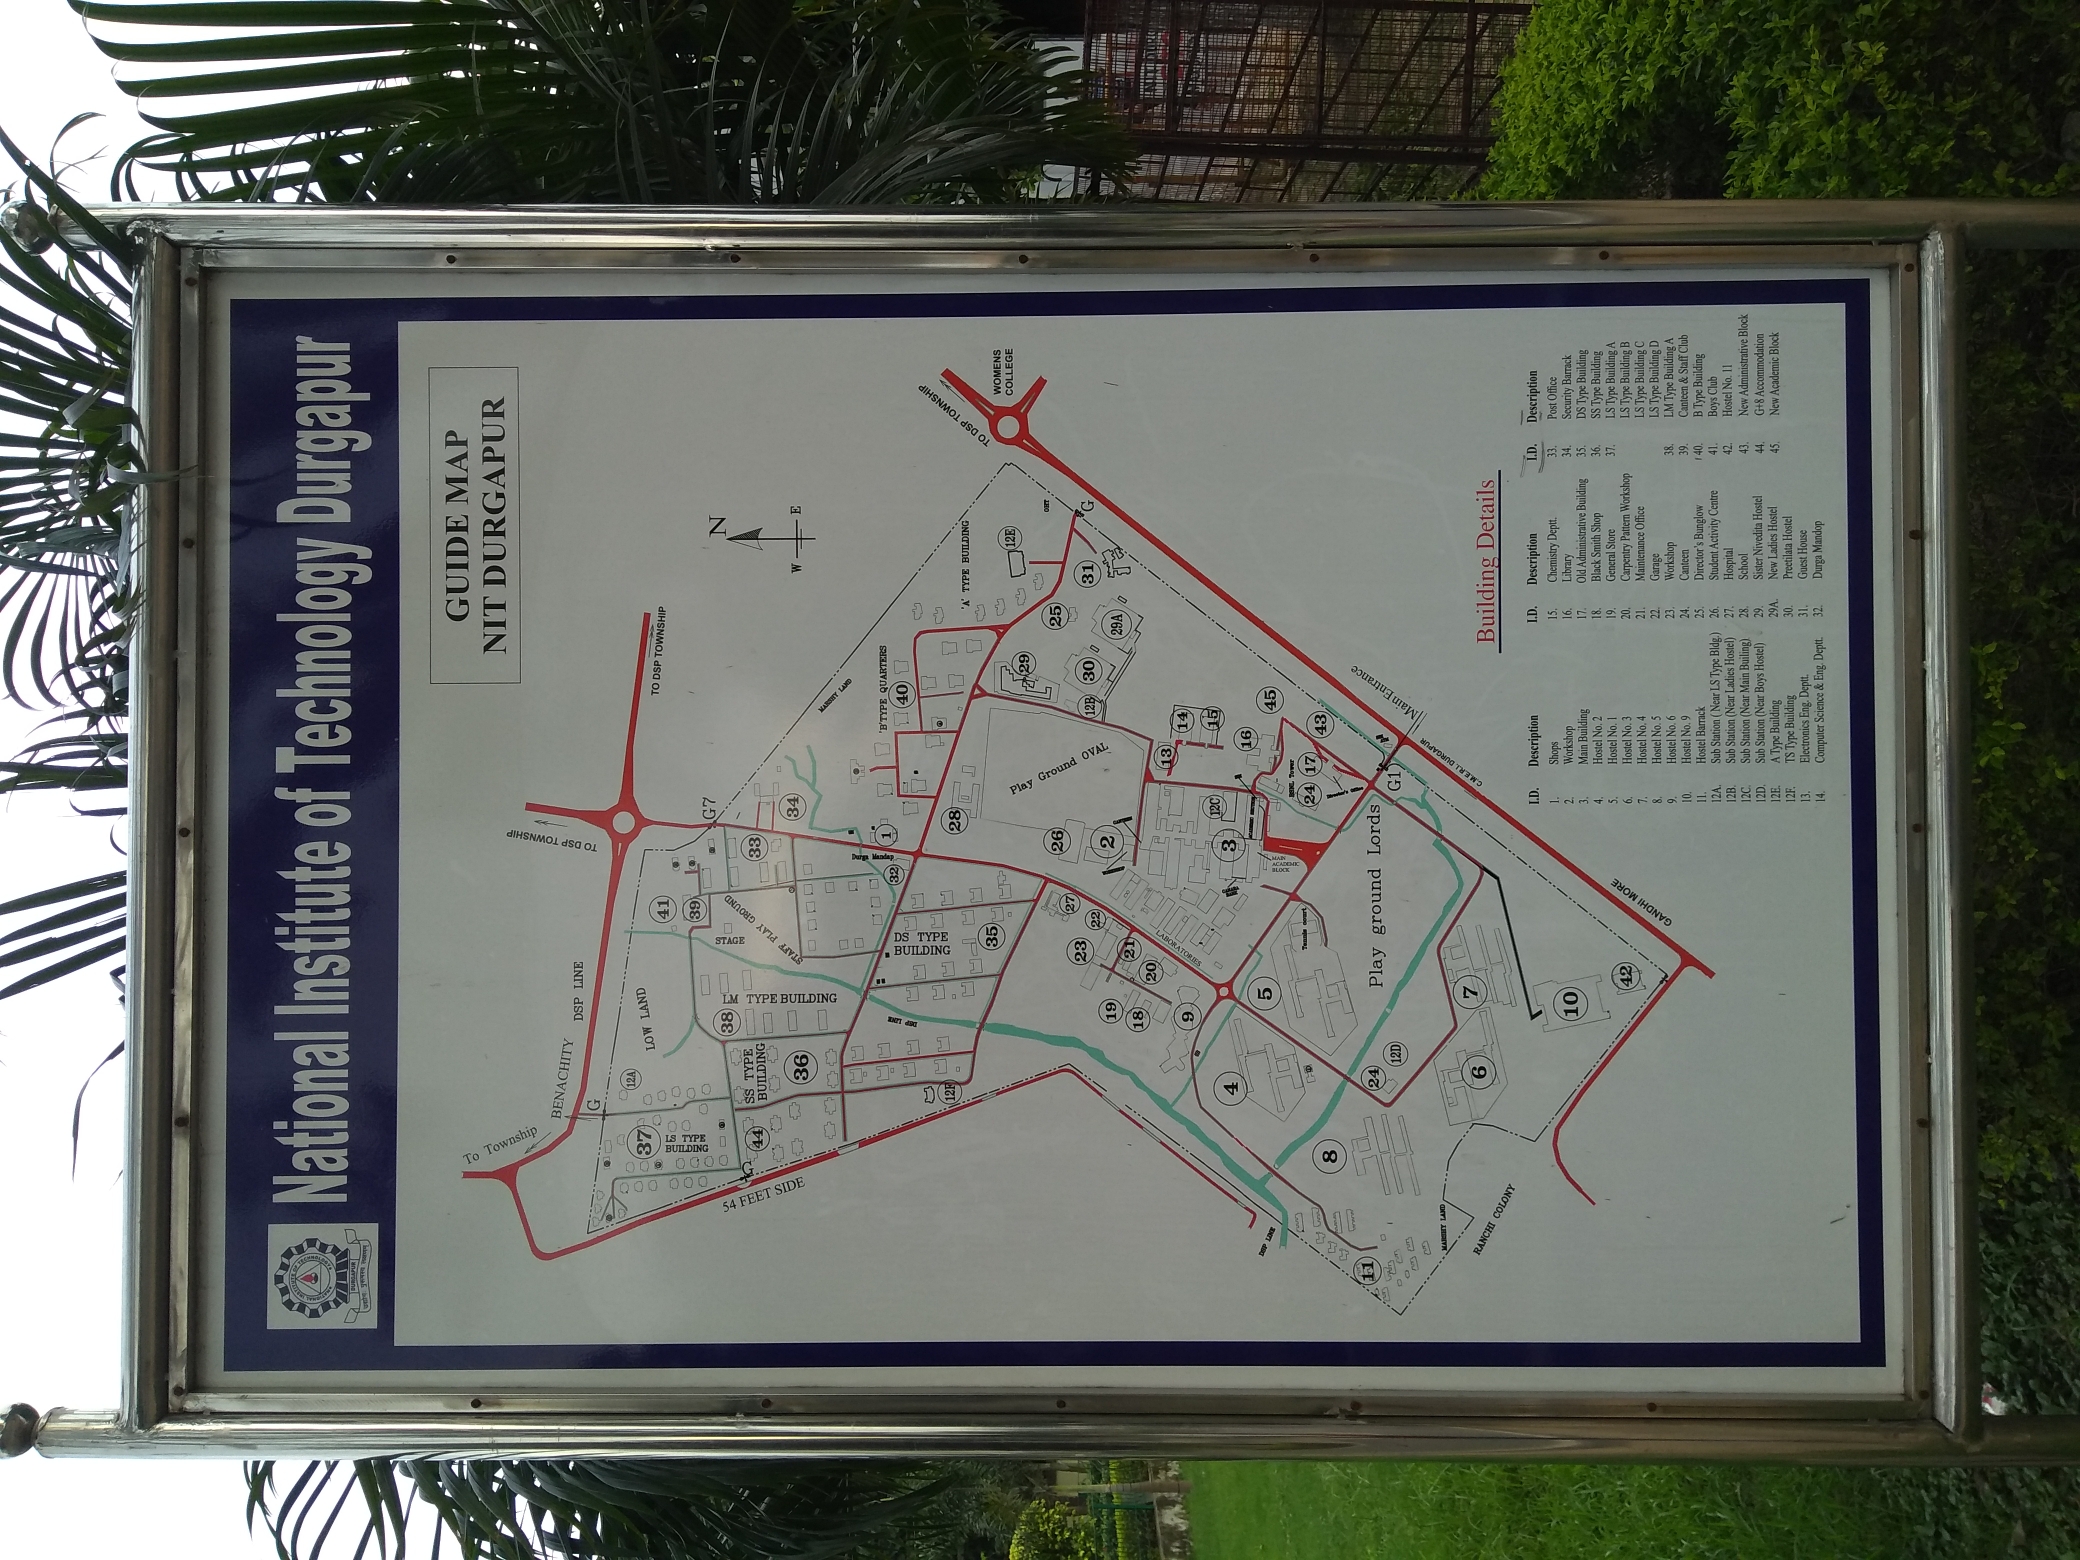 National Institute of Technology Durgapur
GUIDE MAP
NIT DURGAPUR
To Township
BENACHITY
DSP LINE
TO DSP TOWNSHIP
TO DSP TOWNSHIP
N
W E
G
LOW LAND
G7
MARSHY LAND
12A
41
39
37
LS TYPE
BUILDING
STAGE
STAFF PLAY GROUND
33
34
38
LM TYPE BUILDING
SS TYPE
BUILDING
36
44
G
54 FEET SIDE
Durga Mandap
1
32
'B'TYPE QUARTERS
40
'A' TYPE BUILDING
DS TYPE
BUILDING
35
DSP LINE
12F
28
29
25
12E
TO DSP TOWNSHIP
WOMENS
COLLEGE
G
31
29A
30
12B
Play Ground OVAL
26
2
27
22
23
21
20
19
18
9
LABORATORIES
13
14
15
16
45
43
17
24
12C
3
MAIN
ACADEMIC
BLOCK
Tennis court
G1
Main Entrance
C.M.E.R.I. DURGAPUR
Play ground Lords
5
4
24
12D
7
6
8
10
42
11
DSP LINE
MARSHY LAND
RANCHI COLONY
GANDHI MORE
Building Details
I.D. Description
1. Shops
2. Workshop
3. Main Building
4. Hostel No. 2
5. Hostel No. 1
6. Hostel No. 3
7. Hostel No. 4
8. Hostel No. 5
9. Hostel No. 6
10. Hostel No. 9
11. Hostel Barrack
12A. Sub Station ( Near LS Type Bldg.)
12B. Sub Station (Near Ladies Hostel)
12C. Sub Station (Near Main Builing)
12D. Sub Station (Near Boys Hostel)
12E. A Type Building
12F. TS Type Building
13. Electronics Eng. Deptt.
14. Computer Science & Eng. Deptt.
I.D. Description
15. Chemistry Deptt.
16. Library
17. Old Administrative Building
18. Black Smith Shop
19. General Store
20. Carpentry Pattern Workshop
21. Maintenance Office
22. Garage
23. Workshop
24. Canteen
25. Director's Bunglow
26. Student Activity Centre
27. Hospital
28. School
29. Sister Nivedita Hostel
29A. New Ladies Hostel
30. Preetilata Hostel
31. Guest House
32. Durga Mandop
I.D. Description
33. Post Office
34. Security Barrack
35. DS Type Building
36. SS Type Building
37. LS Type Building A
LS Type Building B
LS Type Building C
LS Type Building D
38. LM Type Building A
39. Canteen & Staff Club
40. B Type Building
41. Boys Club
42. Hostel No. 11
43. New Administrative Block
44. G+8 Accommodation
45. New Academic Block